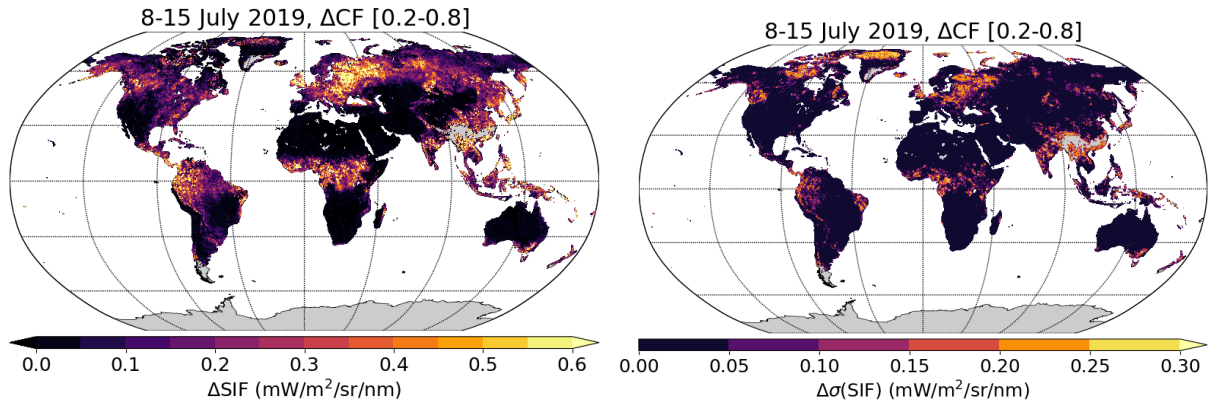 8-15 July 2019, ΔCF [0.2-0.8]
0.0 0.1 0.2 0.3 0.4 0.5 0.6
ΔSIF (mW/m²/sr/nm)
8-15 July 2019, ΔCF [0.2-0.8]
0.00 0.05 0.10 0.15 0.20 0.25 0.30
Δσ(SIF) (mW/m²/sr/nm)